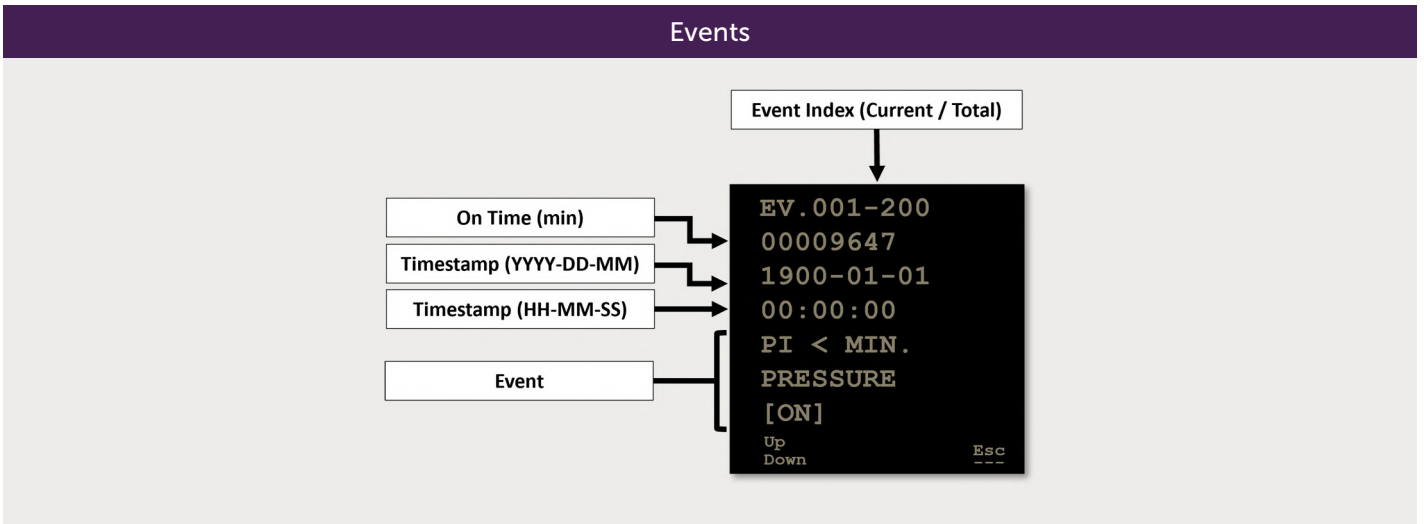 Events
Event Index (Current / Total)
On Time (min)
Timestamp (YYYY-DD-MM)
Timestamp (HH-MM-SS)
Event
EV.001-200
00009647
1900-01-01
00:00:00
PI < MIN.
PRESSURE
[ON]
Up
Down
Esc
---